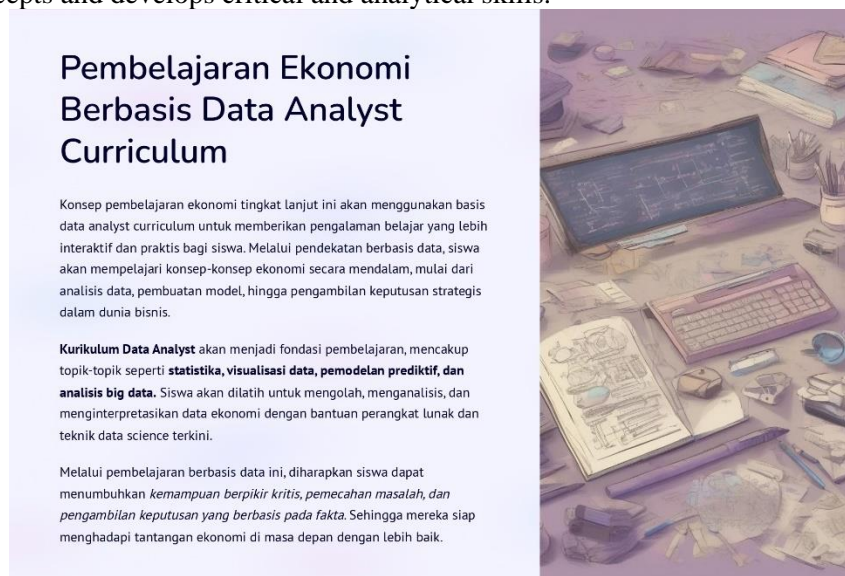 cepts and develops critical and analytical skills.
Pembelajaran Ekonomi
Berbasis Data Analyst
Curriculum
Konsep pembelajaran ekonomi tingkat lanjut ini akan menggunakan basis
data analyst curriculum untuk memberikan pengalaman belajar yang lebih
interaktif dan praktis bagi siswa. Melalui pendekatan berbasis data, siswa
akan mempelajari konsep-konsep ekonomi secara mendalam, mulai dari
analisis data, pembuatan model, hingga pengambilan keputusan strategis
dalam dunia bisnis.
Kurikulum Data Analyst akan menjadi fondasi pembelajaran, mencakup
topik-topik seperti statistika, visualisasi data, pemodelan prediktif, dan
analisis big data. Siswa akan dilatih untuk mengolah, menganalisis, dan
menginterpretasikan data ekonomi dengan bantuan perangkat lunak dan
teknik data science terkini.
Melalui pembelajaran berbasis data ini, diharapkan siswa dapat
menumbuhkan kemampuan berpikir kritis, pemecahan masalah, dan
pengambilan keputusan yang berbasis pada fakta. Sehingga mereka siap
menghadapi tantangan ekonomi di masa depan dengan lebih baik.